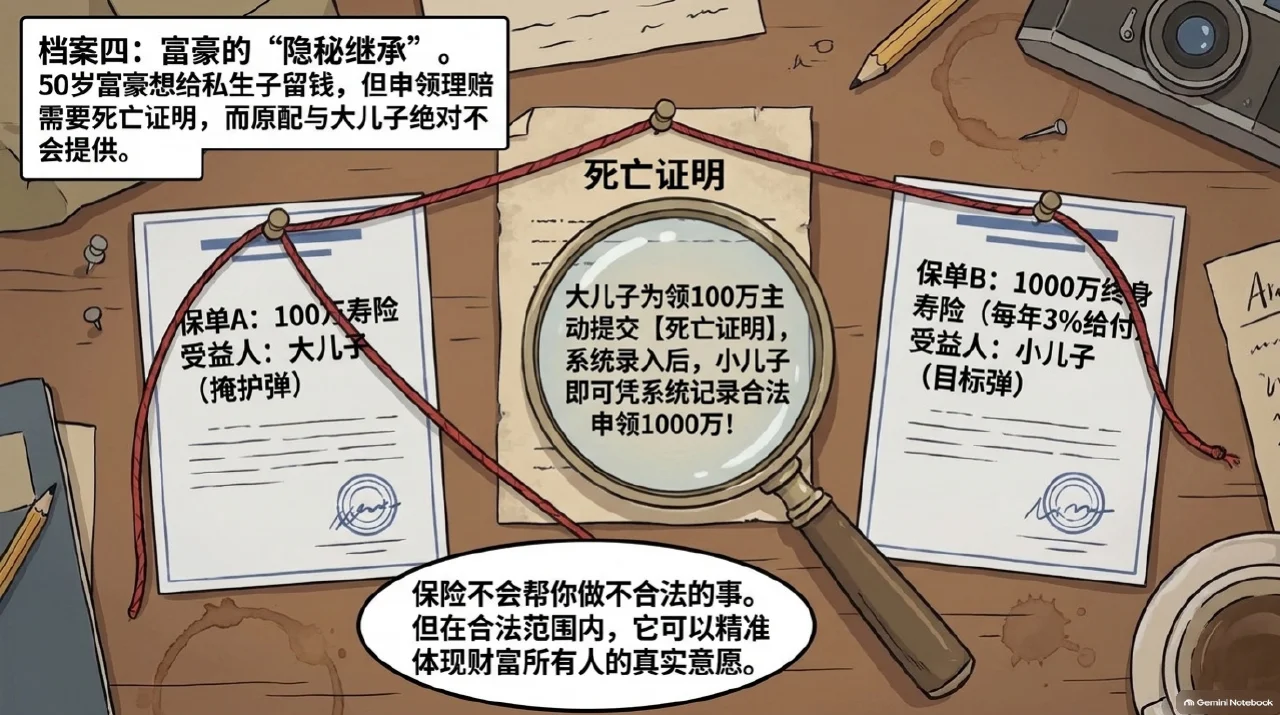 档案四：富豪的“隐秘继承”。
50岁富豪想给私生子留钱，但申领理赔
需要死亡证明，而原配与大儿子绝对不
会提供。
死亡证明
保单A：100万寿险
受益人：大儿子
（掩护弹）
大儿子为领100万主
动提交【死亡证明】，
系统录入后，小儿子
即可凭系统记录合法
申领1000万！
保单B：1000万终身
寿险（每年3%给付）
受益人：小儿子
（目标弹）
保险不会帮你做不合法的事。
但在合法范围内，它可以精准
体现财富所有人的真实意愿。
Gemini Notebook